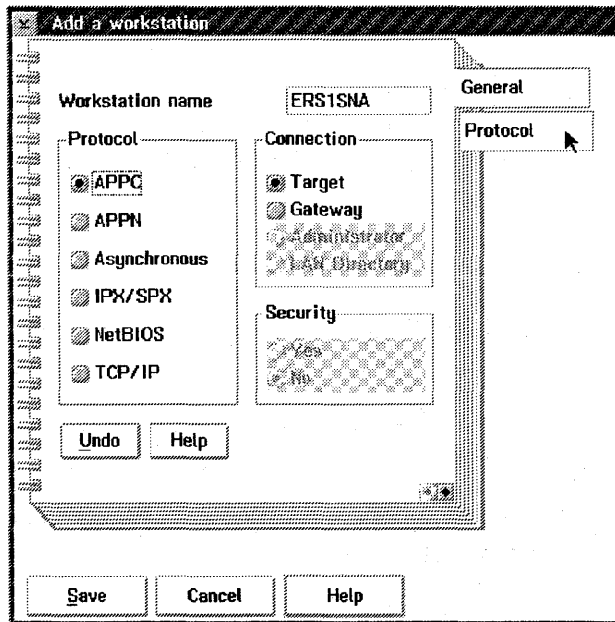 Add a workstation
General
Protocol
Workstation name ERS1SNA
Protocol
APPC
APPN
Asynchronous
IPX/SPX
NetBIOS
TCP/IP
Connection
Target
Gateway
Administrator
LAN Directory
Security
Yes
No
Undo Help
Save Cancel Help